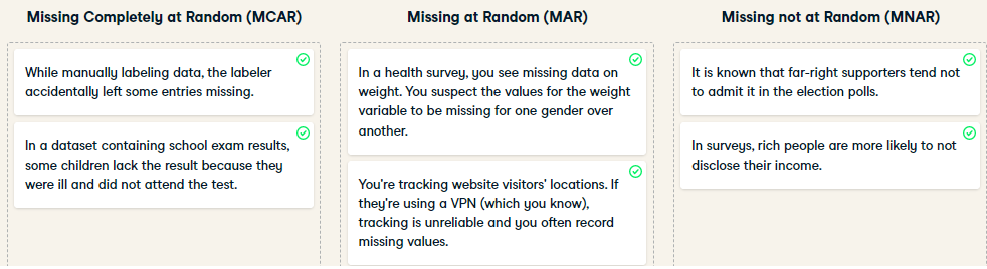 Missing Completely at Random (MCAR)
While manually labeling data, the labeler
accidentally left some entries missing.
In a dataset containing school exam results,
some children lack the result because they
were ill and did not attend the test.
Missing at Random (MAR)
In a health survey, you see missing data on
weight. You suspect the values for the weight
variable to be missing for one gender over
another.
You're tracking website visitors' locations. If
they're using a VPN (which you know),
tracking is unreliable and you often record
missing values.
Missing not at Random (MNAR)
It is known that far-right supporters tend not
to admit it in the election polls.
In surveys, rich people are more likely to not
disclose their income.